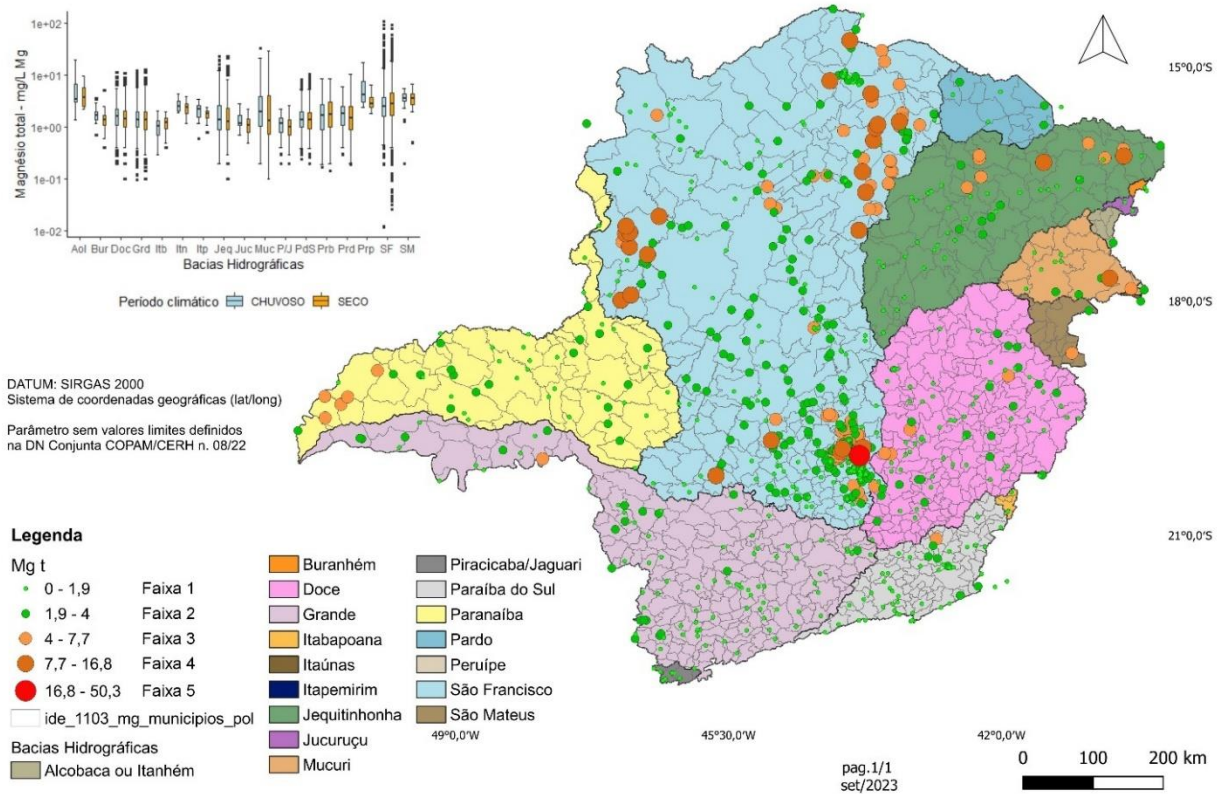 1e+02
1e+01
1e+00
1e-01
1e-02
Magnésio total - mg/L Mg
Aol Bur Doc Grd Itb Itn Itp Jeq Juc Muc P/J PdS Prb Prd Prp SF SM
Bacias Hidrográficas
Período climático CHUVOSO SECO
15°0,0'S
18°0,0'S
21°0,0'S
DATUM: SIRGAS 2000
Sistema de coordenadas geográficas (lat/long)
Parâmetro sem valores limites definidos
na DN Conjunta COPAM/CERH n. 08/22
Legenda
Mg t
0 - 1,9 Faixa 1
1,9 - 4 Faixa 2
4 - 7,7 Faixa 3
7,7 - 16,8 Faixa 4
16,8 - 50,3 Faixa 5
ide_1103_mg_municipios_pol
Bacias Hidrográficas
Alcobaca ou Itanhém
Buranhém
Doce
Grande
Itabapoana
Itaúnas
Itapemirim
Jequitinhonha
Jucuruçu
Mucuri
Piracicaba/Jaguari
Paraíba do Sul
Paranaíba
Pardo
Peruípe
São Francisco
São Mateus
49°0,0'W 45°30,0'W 42°0,0'W
pag.1/1
set/2023
0 100 200 km